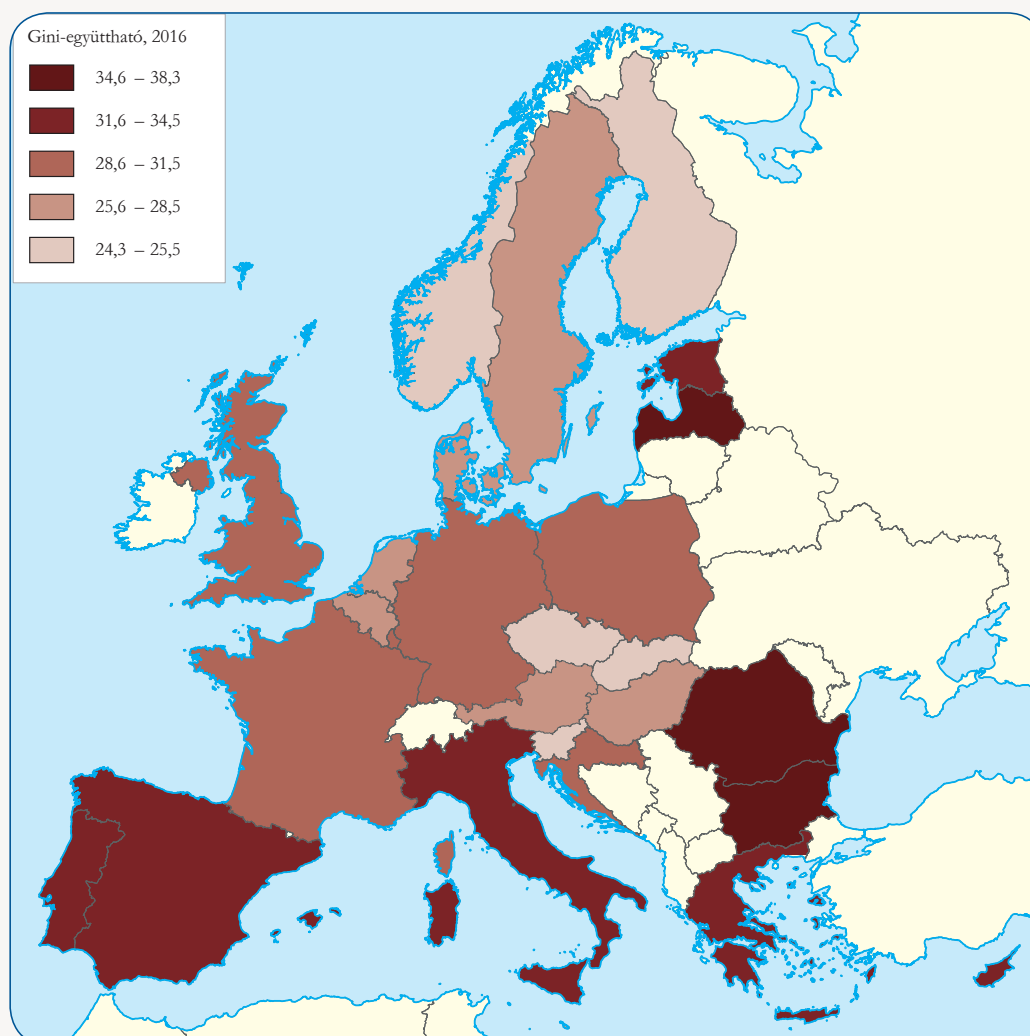 Gini-együttható, 2016
34,6 – 38,3
31,6 – 34,5
28,6 – 31,5
25,6 – 28,5
24,3 – 25,5